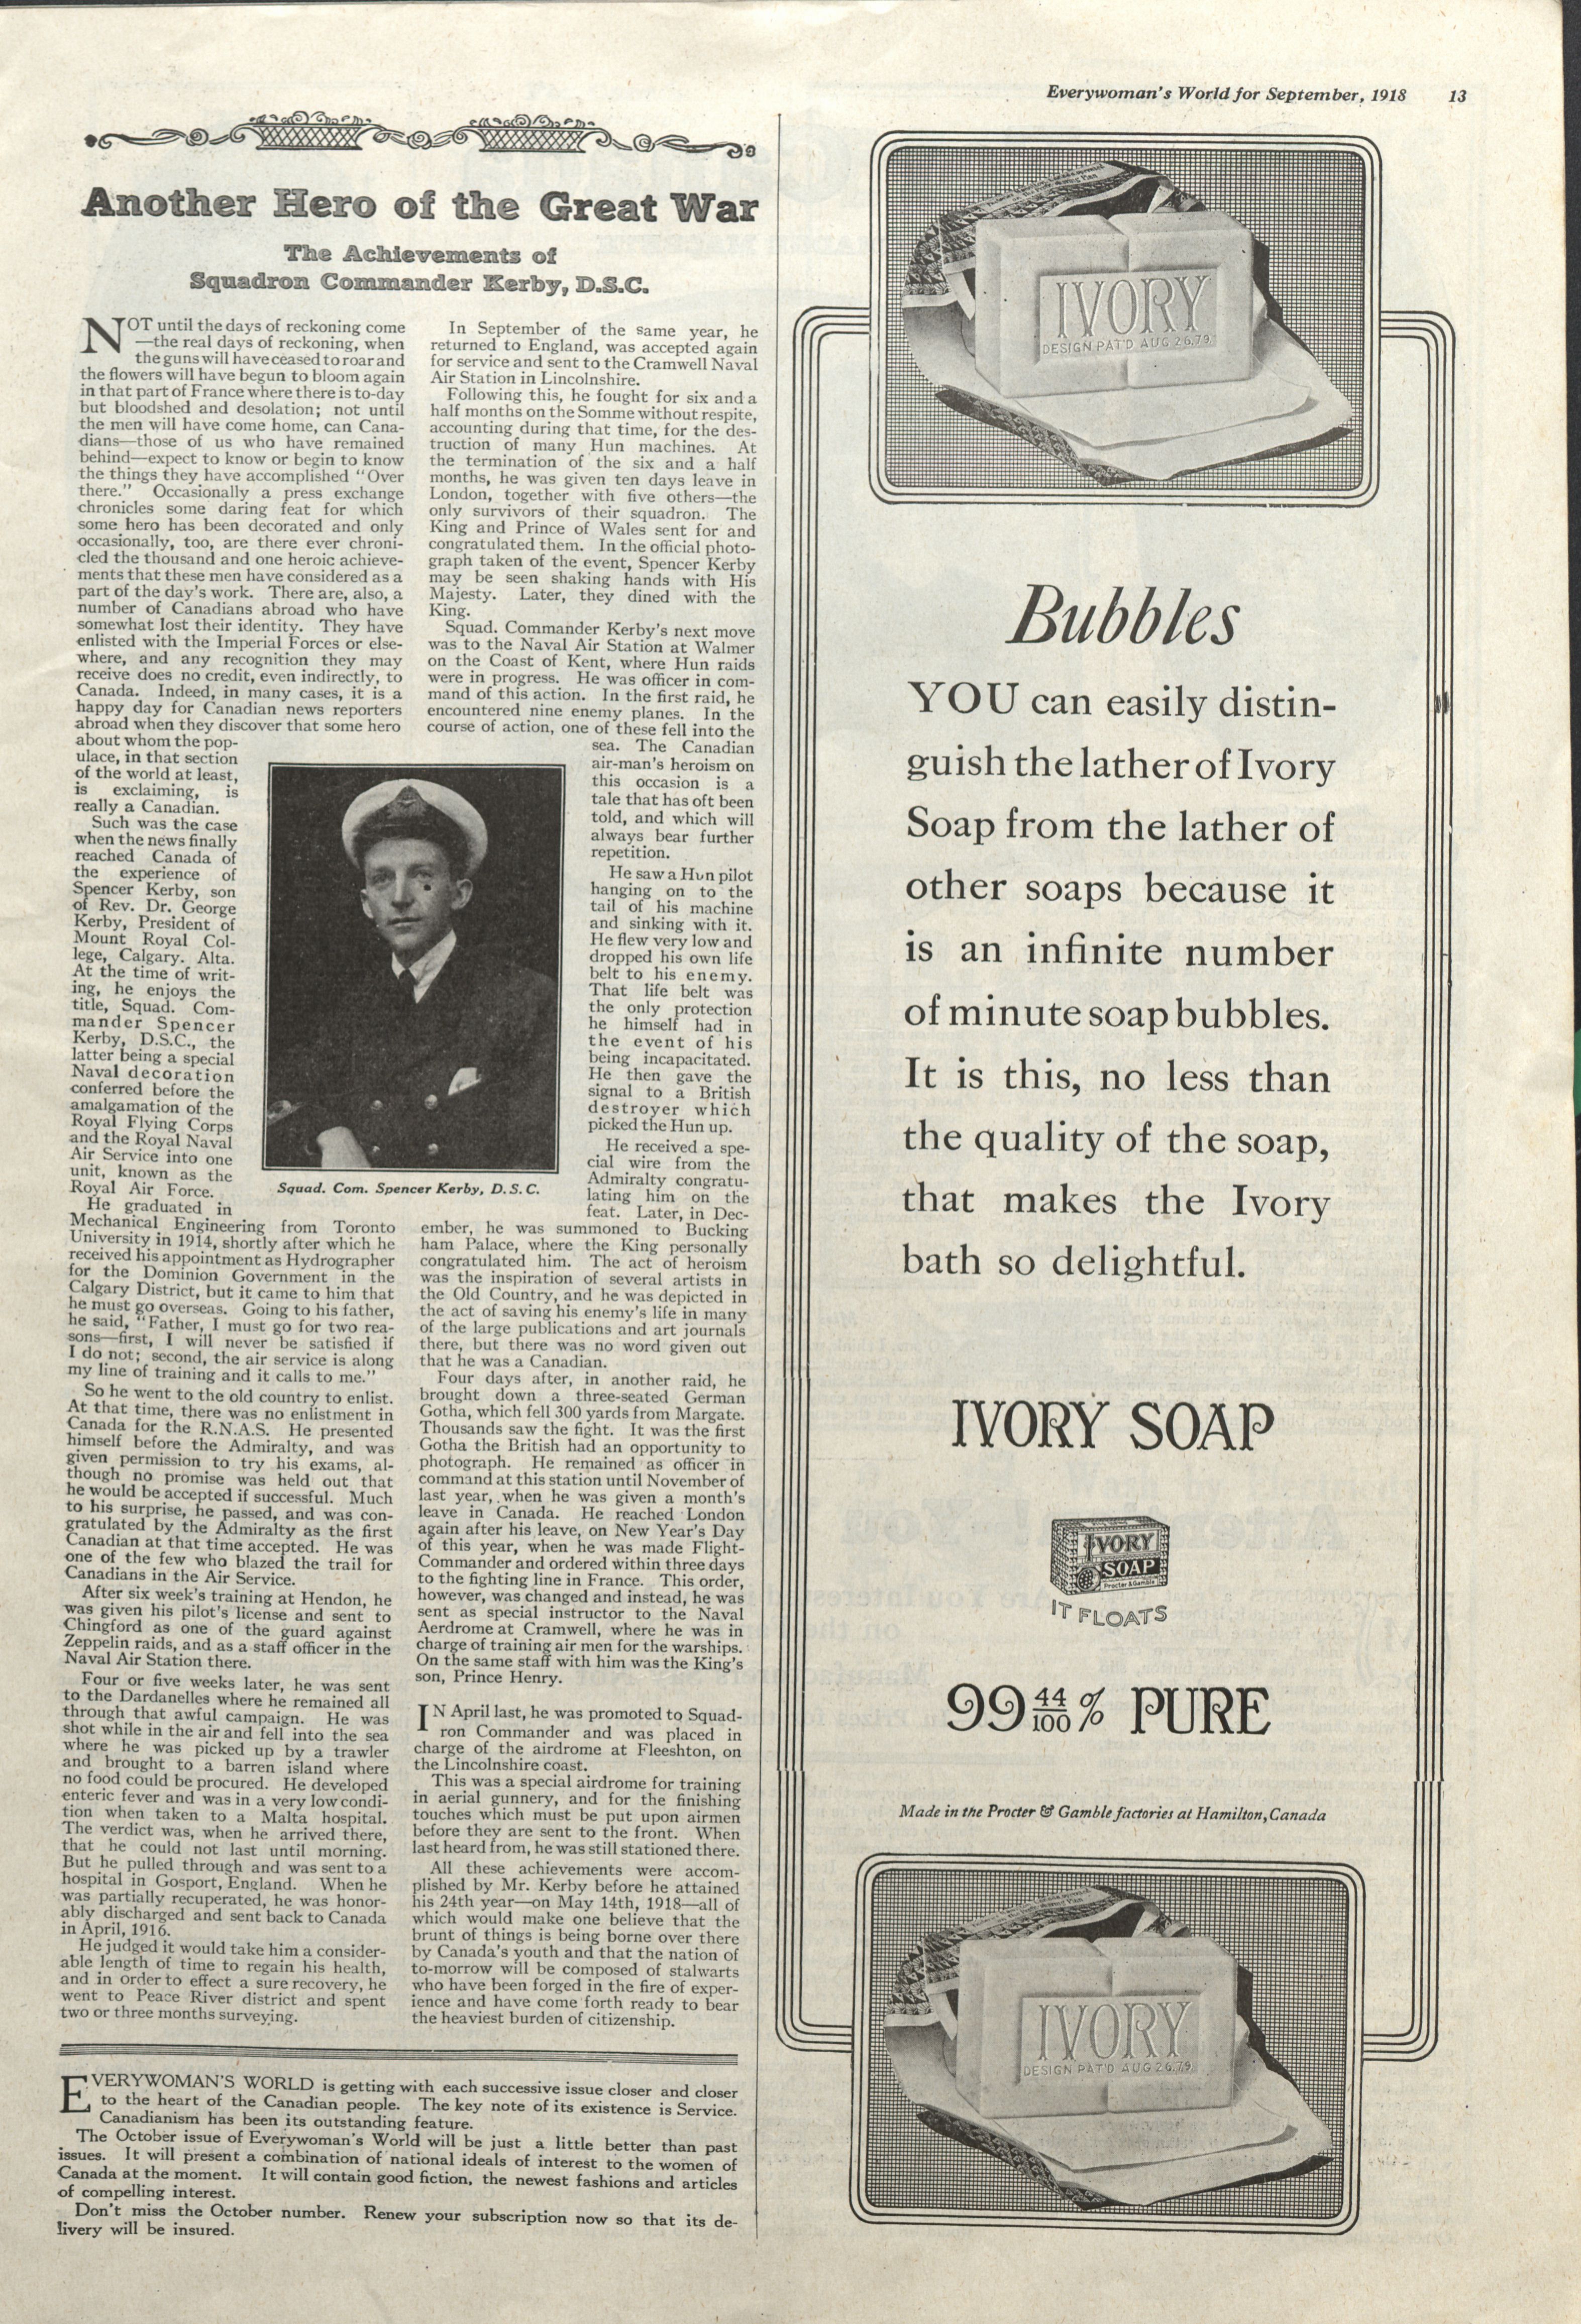 Everywoman's World for September, 1918 13
Another Hero of the Great War
The Achievements of
Squadron Commander Kerby, D.S.C.
NOT until the days of reckoning come
—the real days of reckoning, when
the guns will have ceased to roar and
the flowers will have begun to bloom again
in that part of France where there is to-day
but bloodshed and desolation; not until
the men will have come home, can Cana-
dians—those of us who have remained
behind—expect to know or begin to know
the things they have accomplished "Over
there." Occasionally a press exchange
chronicles some daring feat for which
some hero has been decorated and only
occasionally, too, are there ever chroni-
cled the thousand and one heroic achieve-
ments that these men have considered as a
part of the day's work. There are, also, a
number of Canadians abroad who have
somewhat lost their identity. They have
enlisted with the Imperial Forces or else-
where, and any recognition they may
receive does no credit, even indirectly, to
Canada. Indeed, in many cases, it is a
happy day for Canadian news reporters
abroad when they discover that some hero
about whom the pop-
ulace, in that section
of the world at least,
is exclaiming, is
really a Canadian.
Such was the case
when the news finally
reached Canada of
the experience of
Spencer Kerby, son
of Rev. Dr. George
Kerby, President of
Mount Royal Col-
lege, Calgary. Alta.
At the time of writ-
ing, he enjoys the
title, Squad. Com-
mander Spencer
Kerby, D.S.C., the
latter being a special
Naval decoration
conferred before the
amalgamation of the
Royal Flying Corps
and the Royal Naval
Air Service into one
unit, known as the
Royal Air Force.
He graduated in
Mechanical Engineering from Toronto
University in 1914, shortly after which he
received his appointment as Hydrographer
for the Dominion Government in the
Calgary District, but it came to him that
he must go overseas. Going to his father,
he said, "Father, I must go for two rea-
sons—first, I will never be satisfied if
I do not; second, the air service is along
my line of training and it calls to me."
So he went to the old country to enlist.
At that time, there was no enlistment in
Canada for the R.N.A.S. He presented
himself before the Admiralty, and was
given permission to try his exams, al-
though no promise was held out that
he would be accepted if successful. Much
to his surprise, he passed, and was con-
gratulated by the Admiralty as the first
Canadian at that time accepted. He was
one of the few who blazed the trail for
Canadians in the Air Service.
After six week's training at Hendon, he
was given his pilot's license and sent to
Chingford as one of the guard against
Zeppelin raids, and as a staff officer in the
Naval Air Station there.
Four or five weeks later, he was sent
to the Dardanelles where he remained all
through that awful campaign. He was
shot while in the air and fell into the sea
where he was picked up by a trawler
and brought to a barren island where
no food could be procured. He developed
enteric fever and was in a very low condi-
tion when taken to a Malta hospital.
The verdict was, when he arrived there,
that he could not last until morning.
But he pulled through and was sent to a
hospital in Gosport, England. When he
was partially recuperated, he was honor-
ably discharged and sent back to Canada
in April, 1916.
He judged it would take him a consider-
able length of time to regain his health,
and in order to effect a sure recovery, he
went to Peace River district and spent
two or three months surveying.
In September of the same year, he
returned to England, was accepted again
for service and sent to the Cramwell Naval
Air Station in Lincolnshire.
Following this, he fought for six and a
half months on the Somme without respite,
accounting during that time, for the des-
truction of many Hun machines. At
the termination of the six and a half
months, he was given ten days leave in
London, together with five others—the
only survivors of their squadron. The
King and Prince of Wales sent for and
congratulated them. In the official photo-
graph taken of the event, Spencer Kerby
may be seen shaking hands with His
Majesty. Later, they dined with the
King.
Squad. Commander Kerby's next move
was to the Naval Air Station at Walmer
on the Coast of Kent, where Hun raids
were in progress. He was officer in com-
mand of this action. In the first raid, he
encountered nine enemy planes. In the
course of action, one of these fell into the
sea. The Canadian
air-man's heroism on
this occasion is a
tale that has oft been
told, and which will
always bear further
repetition.
He saw a Hun pilot
hanging on to the
tail of his machine
and sinking with it.
He flew very low and
dropped his own life
belt to his enemy.
That life belt was
the only protection
he himself had in
the event of his
being incapacitated.
He then gave the
signal to a British
destroyer which
picked the Hun up.
He received a spe-
cial wire from the
Admiralty congratu-
lating him on the
feat. Later, in Dec-
ember, he was summoned to Bucking
ham Palace, where the King personally
congratulated him. The act of heroism
was the inspiration of several artists in
the Old Country, and he was depicted in
the act of saving his enemy's life in many
of the large publications and art journals
there, but there was no word given out
that he was a Canadian.
Four days after, in another raid, he
brought down a three-seated German
Gotha, which fell 300 yards from Margate.
Thousands saw the fight. It was the first
Gotha the British had an opportunity to
photograph. He remained as officer in
command at this station until November of
last year, when he was given a month's
leave in Canada. He reached London
again after his leave, on New Year's Day
of this year, when he was made Flight-
Commander and ordered within three days
to the fighting line in France. This order,
however, was changed and instead, he was
sent as special instructor to the Naval
Aerdrome at Cramwell, where he was in
charge of training air men for the warships.
On the same staff with him was the King's
son, Prince Henry.
IN April last, he was promoted to Squad-
ron Commander and was placed in
charge of the airdrome at Fleeshton, on
the Lincolnshire coast.
This was a special airdrome for training
in aerial gunnery, and for the finishing
touches which must be put upon airmen
before they are sent to the front. When
last heard from, he was still stationed there.
All these achievements were accom-
plished by Mr. Kerby before he attained
his 24th year—on May 14th, 1918—all of
which would make one believe that the
brunt of things is being borne over there
by Canada's youth and that the nation of
to-morrow will be composed of stalwarts
who have been forged in the fire of exper-
ience and have come forth ready to bear
the heaviest burden of citizenship.
Squad. Com. Spencer Kerby, D.S.C.
EVERYWOMAN'S WORLD is getting with each successive issue closer and closer
to the heart of the Canadian people. The key note of its existence is Service.
Canadianism has been its outstanding feature.
The October issue of Everywoman's World will be just a little better than past
issues. It will present a combination of national ideals of interest to the women of
Canada at the moment. It will contain good fiction, the newest fashions and articles
of compelling interest.
Don't miss the October number. Renew your subscription now so that its de-
livery will be insured.
IVORY
DESIGN PAT'D AUG 26,79.
Bubbles
YOU can easily distin-
guish the lather of Ivory
Soap from the lather of
other soaps because it
is an infinite number
of minute soap bubbles.
It is this, no less than
the quality of the soap,
that makes the Ivory
bath so delightful.
IVORY SOAP
IVORY
SOAP
Procter & Gamble
IT FLOATS
99 44/100 % PURE
Made in the Procter & Gamble factories at Hamilton, Canada
IVORY
DESIGN PAT'D AUG 26,79.